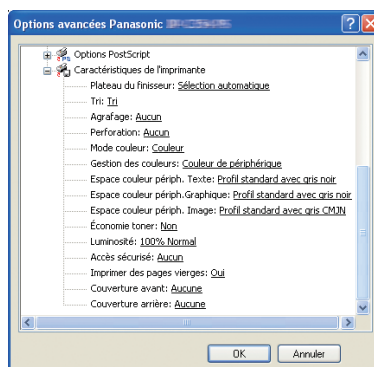 Options avancées Panasonic
Options PostScript
Caractéristiques de l'imprimante
Plateau du finisseur: Sélection automatique
Tri: Tri
Agrafage: Aucun
Perforation: Aucun
Mode couleur: Couleur
Gestion des couleurs: Couleur de périphérique
Espace couleur périph. Texte: Profil standard avec gris noir
Espace couleur périph.Graphique: Profil standard avec gris noir
Espace couleur périph. Image: Profil standard avec gris CMJN
Économie toner: Non
Luminosité: 100% Normal
Accès sécurisé: Aucun
Imprimer des pages vierges: Oui
Couverture avant: Aucune
Couverture arrière: Aucune
OK Annuler